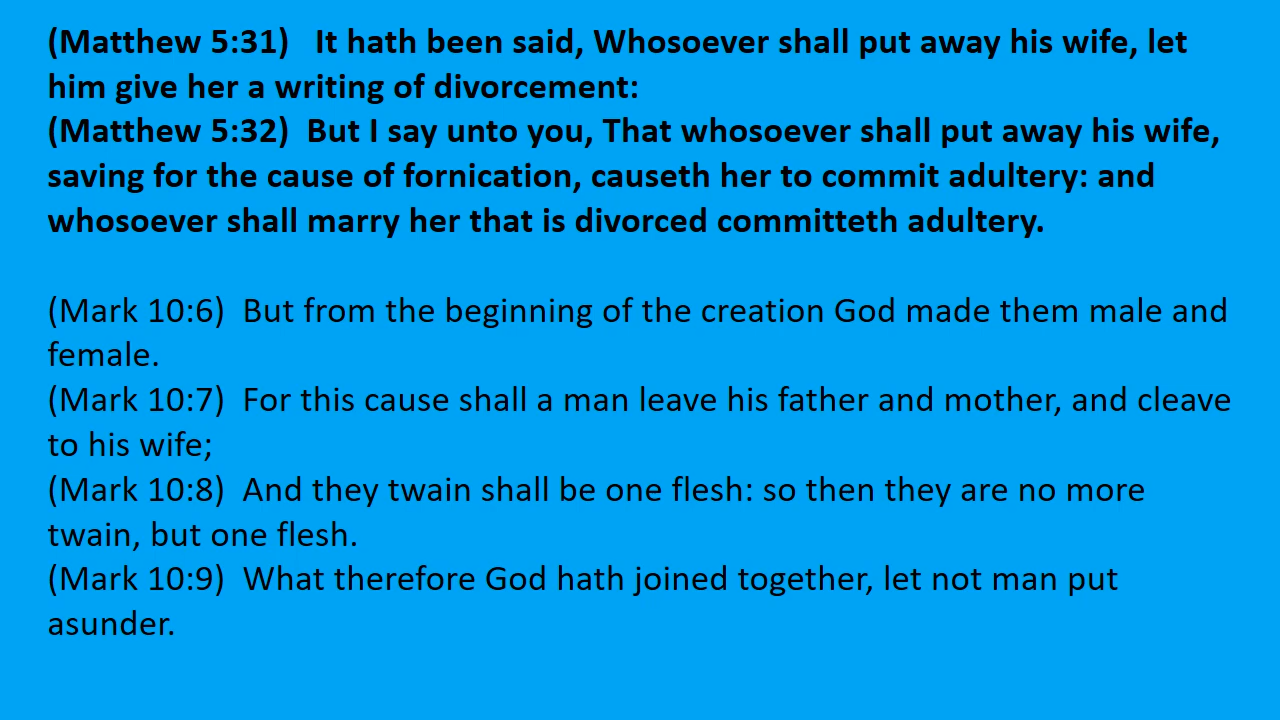 (Matthew 5:31)   It hath been said, Whosoever shall put away his wife, let
him give her a writing of divorcement:
(Matthew 5:32)  But I say unto you, That whosoever shall put away his wife,
saving for the cause of fornication, causeth her to commit adultery: and
whosoever shall marry her that is divorced committeth adultery.
(Mark 10:6)  But from the beginning of the creation God made them male and
female.
(Mark 10:7)  For this cause shall a man leave his father and mother, and cleave
to his wife;
(Mark 10:8)  And they twain shall be one flesh: so then they are no more
twain, but one flesh.
(Mark 10:9)  What therefore God hath joined together, let not man put
asunder.